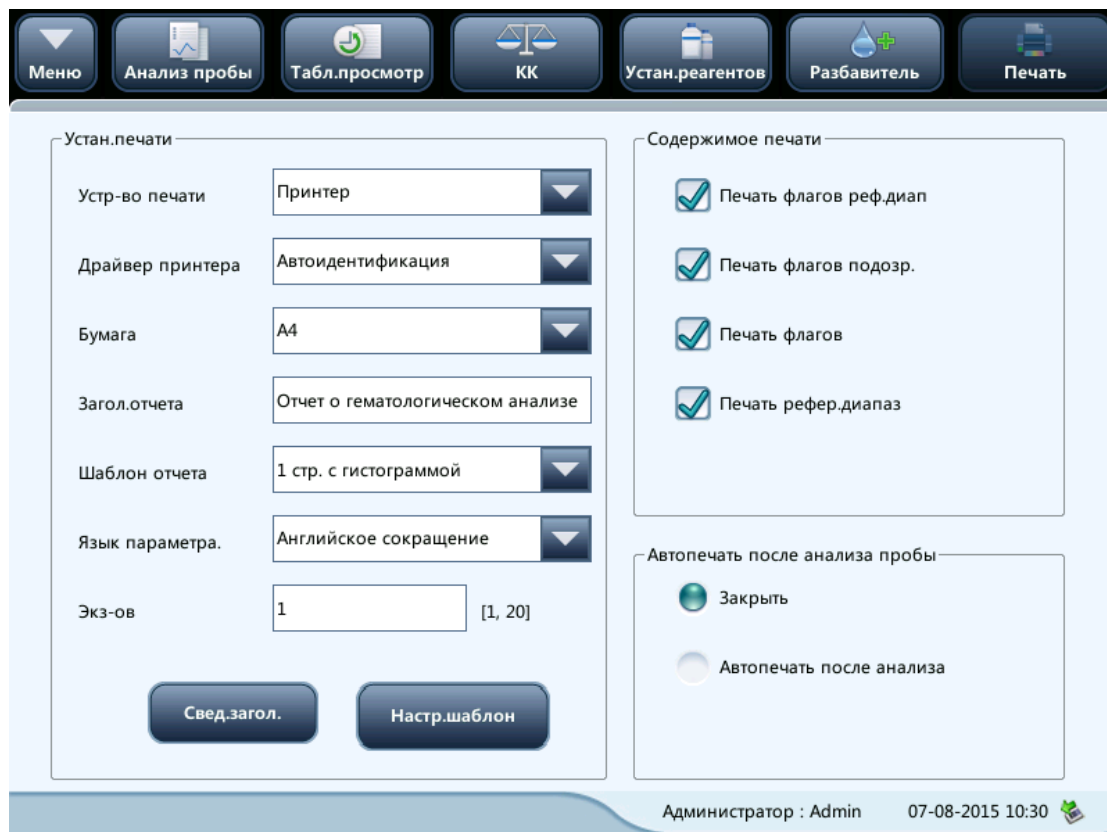 Меню Анализ пробы Табл.просмотр КК Устан.реагентов Разбавитель Печать
Устан.печати
Устр-во печати Принтер
Драйвер принтера Автоидентификация
Бумага A4
Загол.отчета Отчет о гематологическом анализе
Шаблон отчета 1 стр. с гистограммой
Язык параметра. Английское сокращение
Экз-ов 1 [1, 20]
Свед.загол. Настр.шаблон
Содержимое печати
Печать флагов реф.диап
Печать флагов подозр.
Печать флагов
Печать рефер.диапаз
Автопечать после анализа пробы
Закрыть
Автопечать после анализа
Администратор : Admin 07-08-2015 10:30